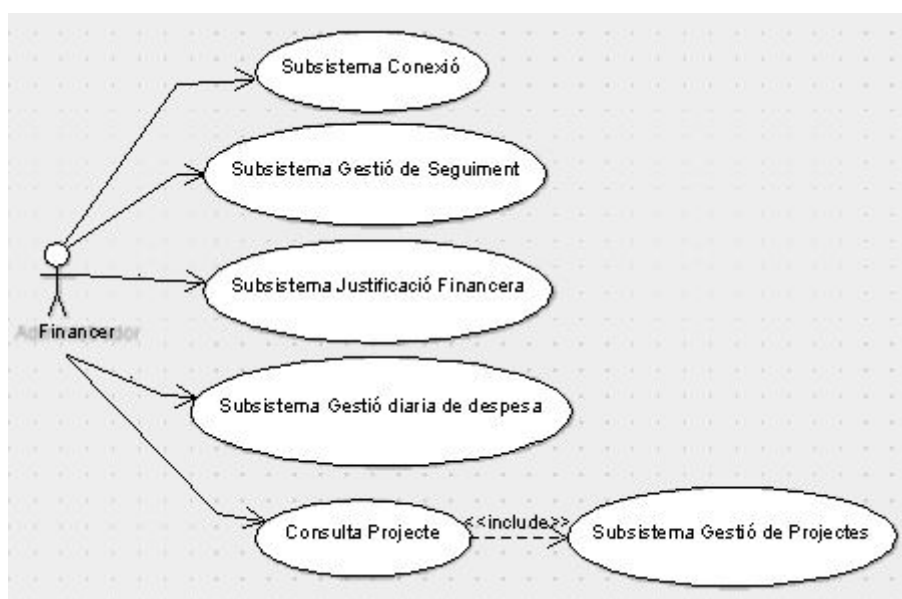 Subsistema Conexió
Subsistema Gestió de Seguiment
Subsistema Justificació Financera
Financer
Subsistema Gestió diaria de despesa
Consulta Projecte
<<include>>
Subsistema Gestió de Projectes